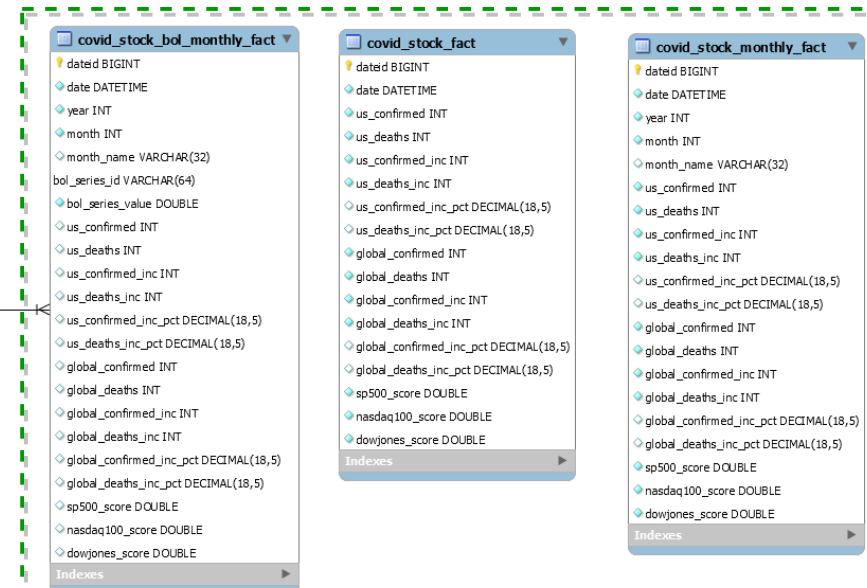 covid_stock_bol_monthly_fact
dateid BIGINT
date DATETIME
year INT
month INT
month_name VARCHAR(32)
bol_series_id VARCHAR(64)
bol_series_value DOUBLE
us_confirmed INT
us_deaths INT
us_confirmed_inc INT
us_deaths_inc INT
us_confirmed_inc_pct DECIMAL(18,5)
us_deaths_inc_pct DECIMAL(18,5)
global_confirmed INT
global_deaths INT
global_confirmed_inc INT
global_deaths_inc INT
global_confirmed_inc_pct DECIMAL(18,5)
global_deaths_inc_pct DECIMAL(18,5)
sp500_score DOUBLE
nasdaq100_score DOUBLE
dowjones_score DOUBLE
Indexes
covid_stock_fact
dateid BIGINT
date DATETIME
us_confirmed INT
us_deaths INT
us_confirmed_inc INT
us_deaths_inc INT
us_confirmed_inc_pct DECIMAL(18,5)
us_deaths_inc_pct DECIMAL(18,5)
global_confirmed INT
global_deaths INT
global_confirmed_inc INT
global_deaths_inc INT
global_confirmed_inc_pct DECIMAL(18,5)
global_deaths_inc_pct DECIMAL(18,5)
sp500_score DOUBLE
nasdaq100_score DOUBLE
dowjones_score DOUBLE
Indexes
covid_stock_monthly_fact
dateid BIGINT
date DATETIME
year INT
month INT
month_name VARCHAR(32)
us_confirmed INT
us_deaths INT
us_confirmed_inc INT
us_deaths_inc INT
us_confirmed_inc_pct DECIMAL(18,5)
us_deaths_inc_pct DECIMAL(18,5)
global_confirmed INT
global_deaths INT
global_confirmed_inc INT
global_deaths_inc INT
global_confirmed_inc_pct DECIMAL(18,5)
global_deaths_inc_pct DECIMAL(18,5)
sp500_score DOUBLE
nasdaq100_score DOUBLE
dowjones_score DOUBLE
Indexes